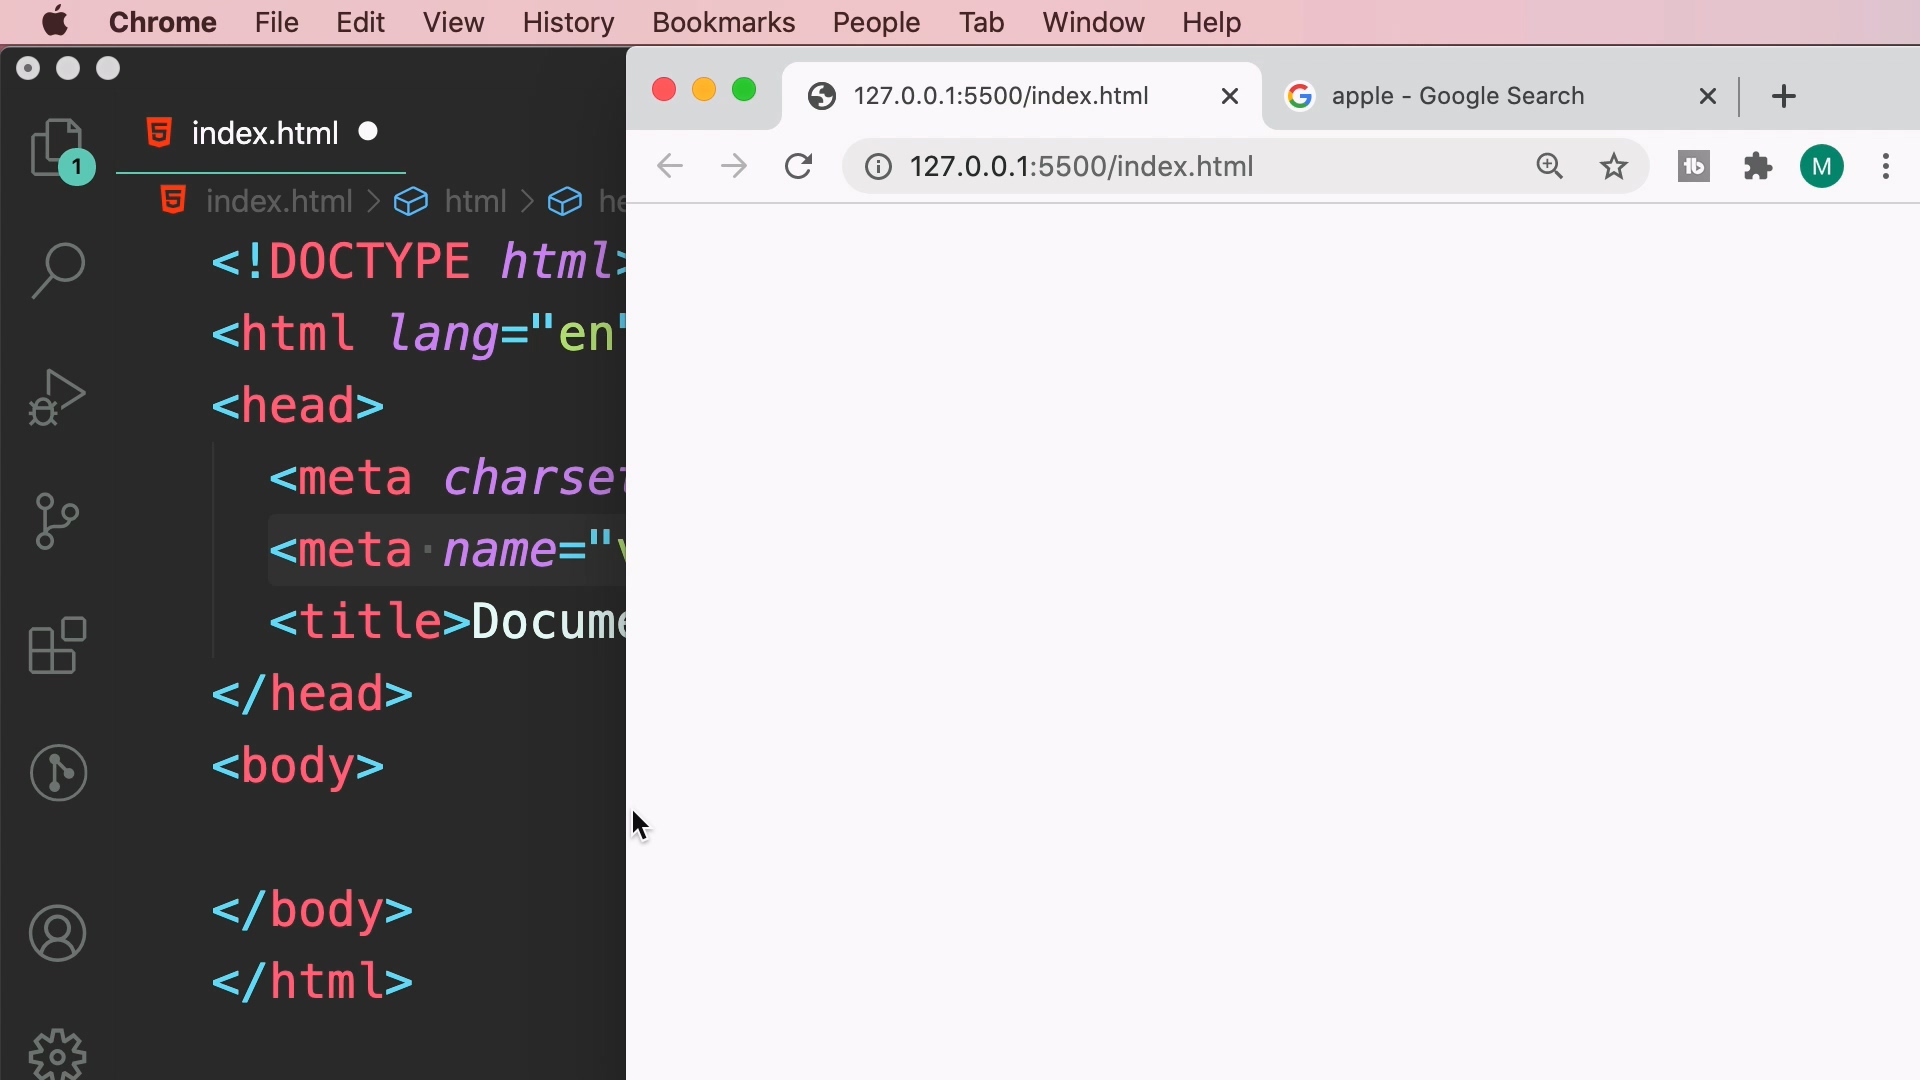 Chrome File Edit View History Bookmarks People Tab Window Help
index.html
127.0.0.1:5500/index.html
apple - Google Search
1
127.0.0.1:5500/index.html
M
index.html > html > he
<!DOCTYPE html>
<html lang="en"
<head>
<meta charset
<meta name="v
<title>Docume
</head>
<body>
</body>
</html>